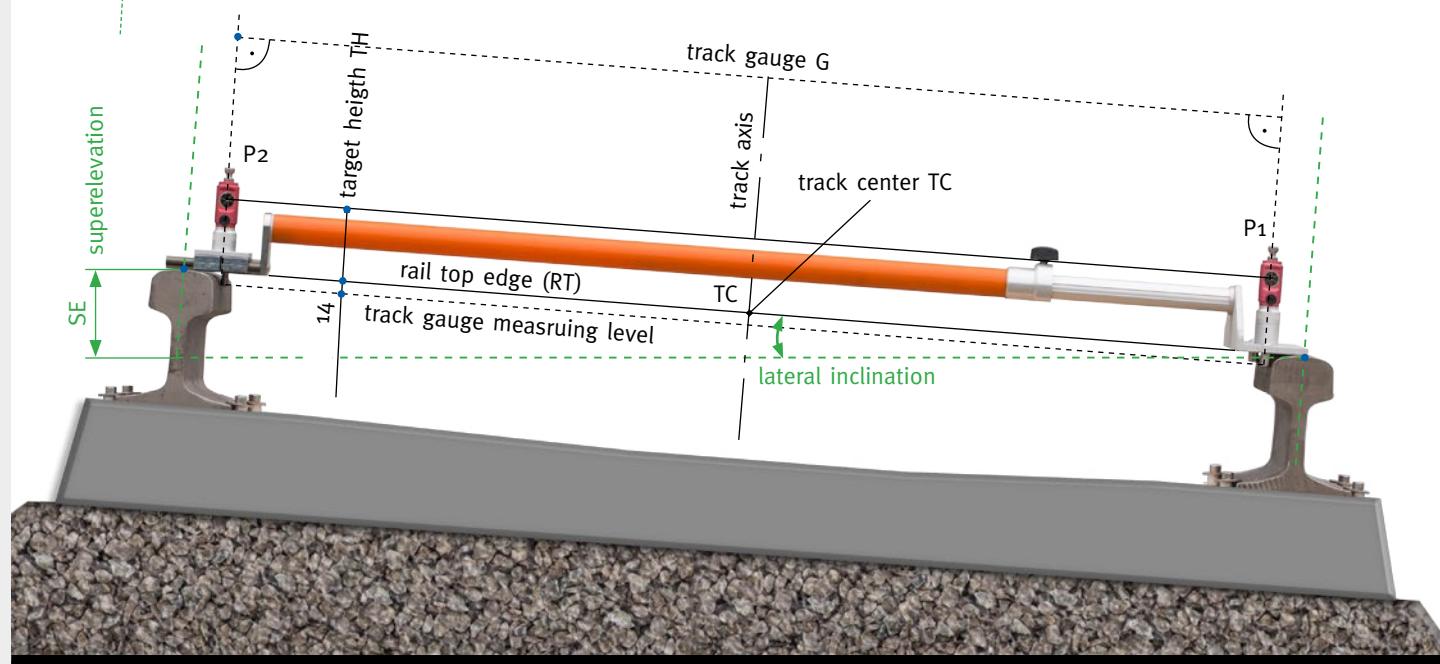 track gauge G
target heigth TH
track axis
superelevation
P2
track center TC
P1
rail top edge (RT)
TC
SE
14
track gauge measruing level
lateral inclination